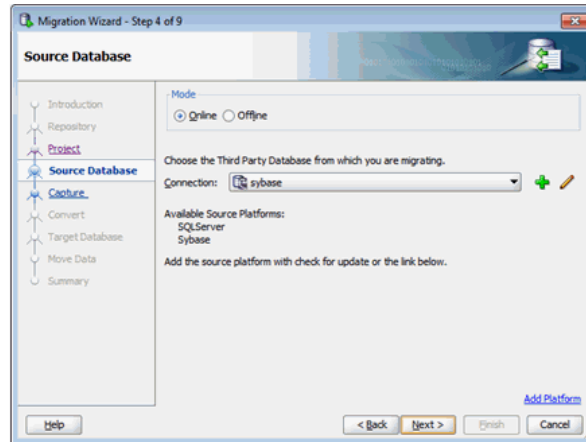 Migration Wizard - Step 4 of 9
Source Database
Introduction
Repository
Project
Source Database
Capture
Convert
Target Database
Move Data
Summary
Mode
Online Offline
Choose the Third Party Database from which you are migrating.
Connection: sybase
Available Source Platforms:
SQLServer
Sybase
Add the source platform with check for update or the link below.
Add Platform
Help < Back Next > Finish Cancel